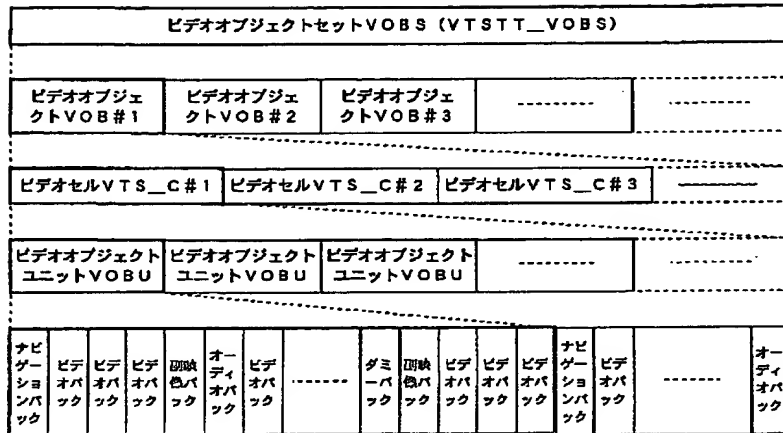 ビデオオブジェクトセットVOBS (VTSTT__VOBS)
ビデオオブジェ
クトVOB#1
ビデオオブジェ
クトVOB#2
ビデオオブジェ
クトVOB#3
ビデオセルVTS__C#1
ビデオセルVTS__C#2
ビデオセルVTS__C#3
ビデオオブジェクト
ユニットVOBU
ビデオオブジェクト
ユニットVOBU
ビデオオブジェクト
ユニットVOBU
ナビゲーションパック
ビデオパック
ビデオパック
ビデオパック
副映色パック
オーディオパック
ビデオパック
ダミーパック
副映色パック
ビデオパック
ビデオパック
ビデオパック
ナビゲーションパック
ビデオパック
オーディオパック